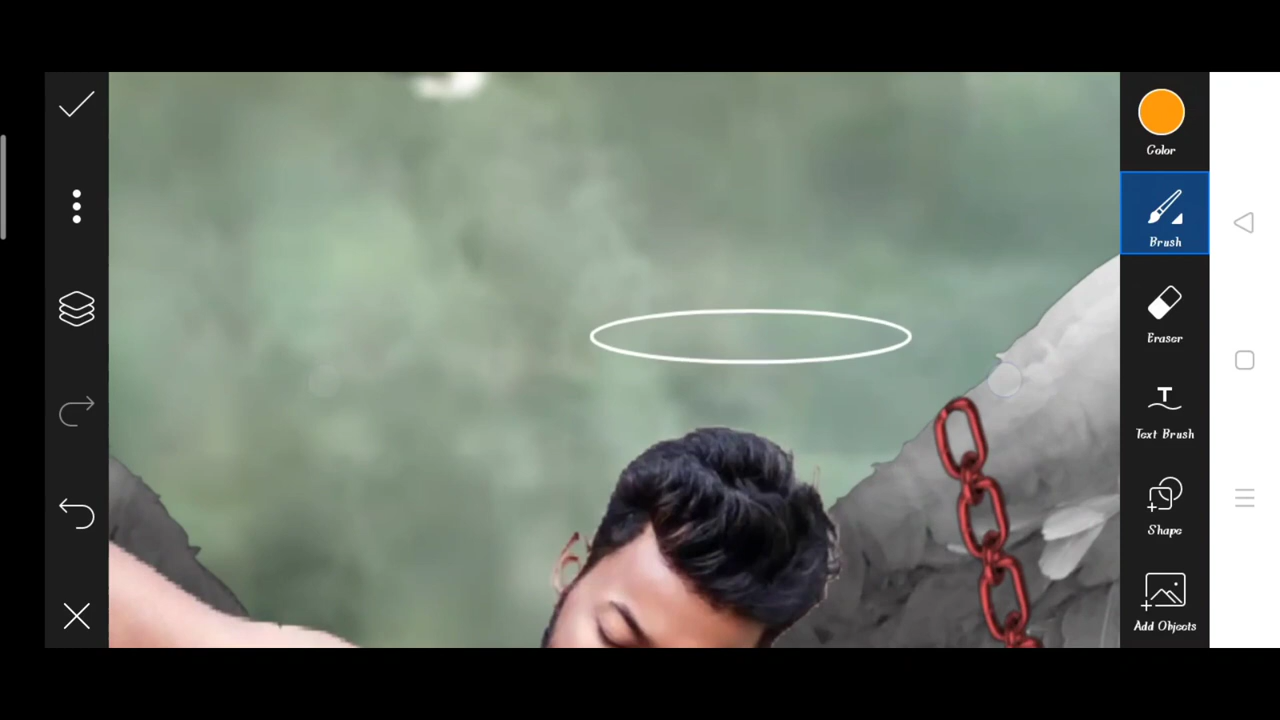 Color
Brush
Eraser
Text Brush
Shape
Add Objects